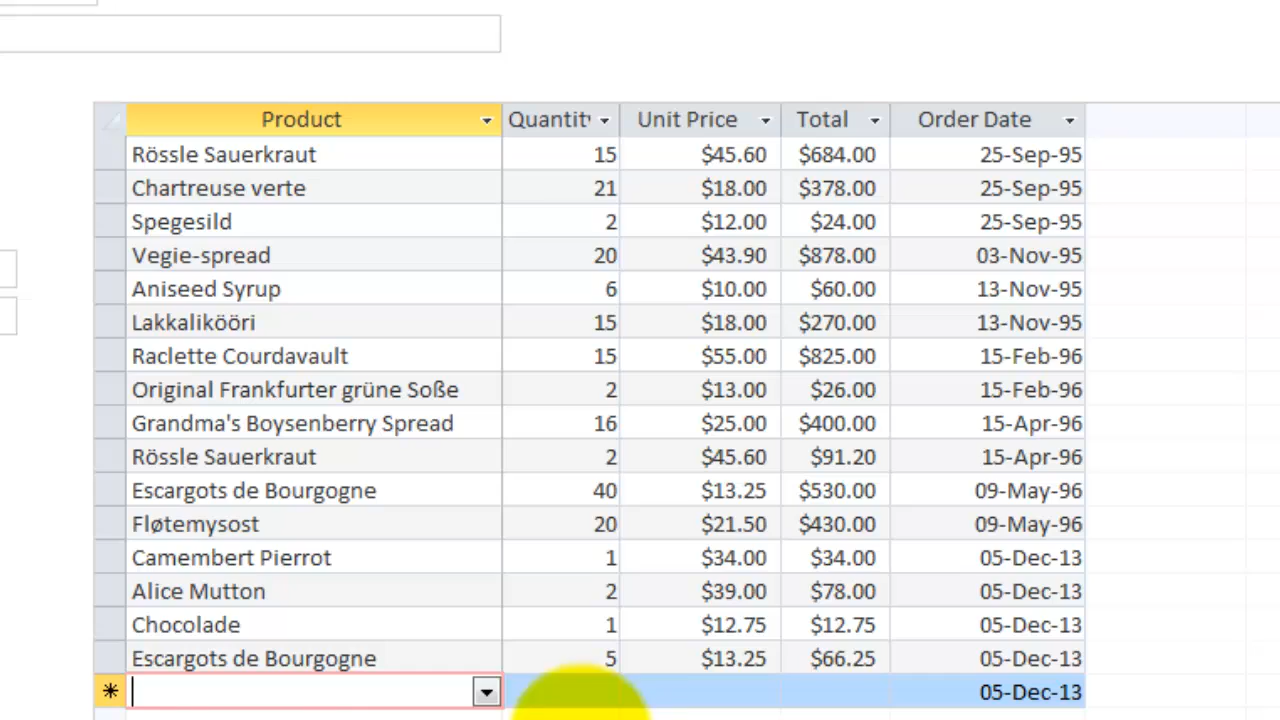 Product Quantity Unit Price Total Order Date
Rössle Sauerkraut 15 $45.60 $684.00 25-Sep-95
Chartreuse verte 21 $18.00 $378.00 25-Sep-95
Spegesild 2 $12.00 $24.00 25-Sep-95
Vegie-spread 20 $43.90 $878.00 03-Nov-95
Aniseed Syrup 6 $10.00 $60.00 13-Nov-95
Lakkalikööri 15 $18.00 $270.00 13-Nov-95
Raclette Courdavault 15 $55.00 $825.00 15-Feb-96
Original Frankfurter grüne Soße 2 $13.00 $26.00 15-Feb-96
Grandma's Boysenberry Spread 16 $25.00 $400.00 15-Apr-96
Rössle Sauerkraut 2 $45.60 $91.20 15-Apr-96
Escargots de Bourgogne 40 $13.25 $530.00 09-May-96
Fløtemysost 20 $21.50 $430.00 09-May-96
Camembert Pierrot 1 $34.00 $34.00 05-Dec-13
Alice Mutton 2 $39.00 $78.00 05-Dec-13
Chocolade 1 $12.75 $12.75 05-Dec-13
Escargots de Bourgogne 5 $13.25 $66.25 05-Dec-13
05-Dec-13